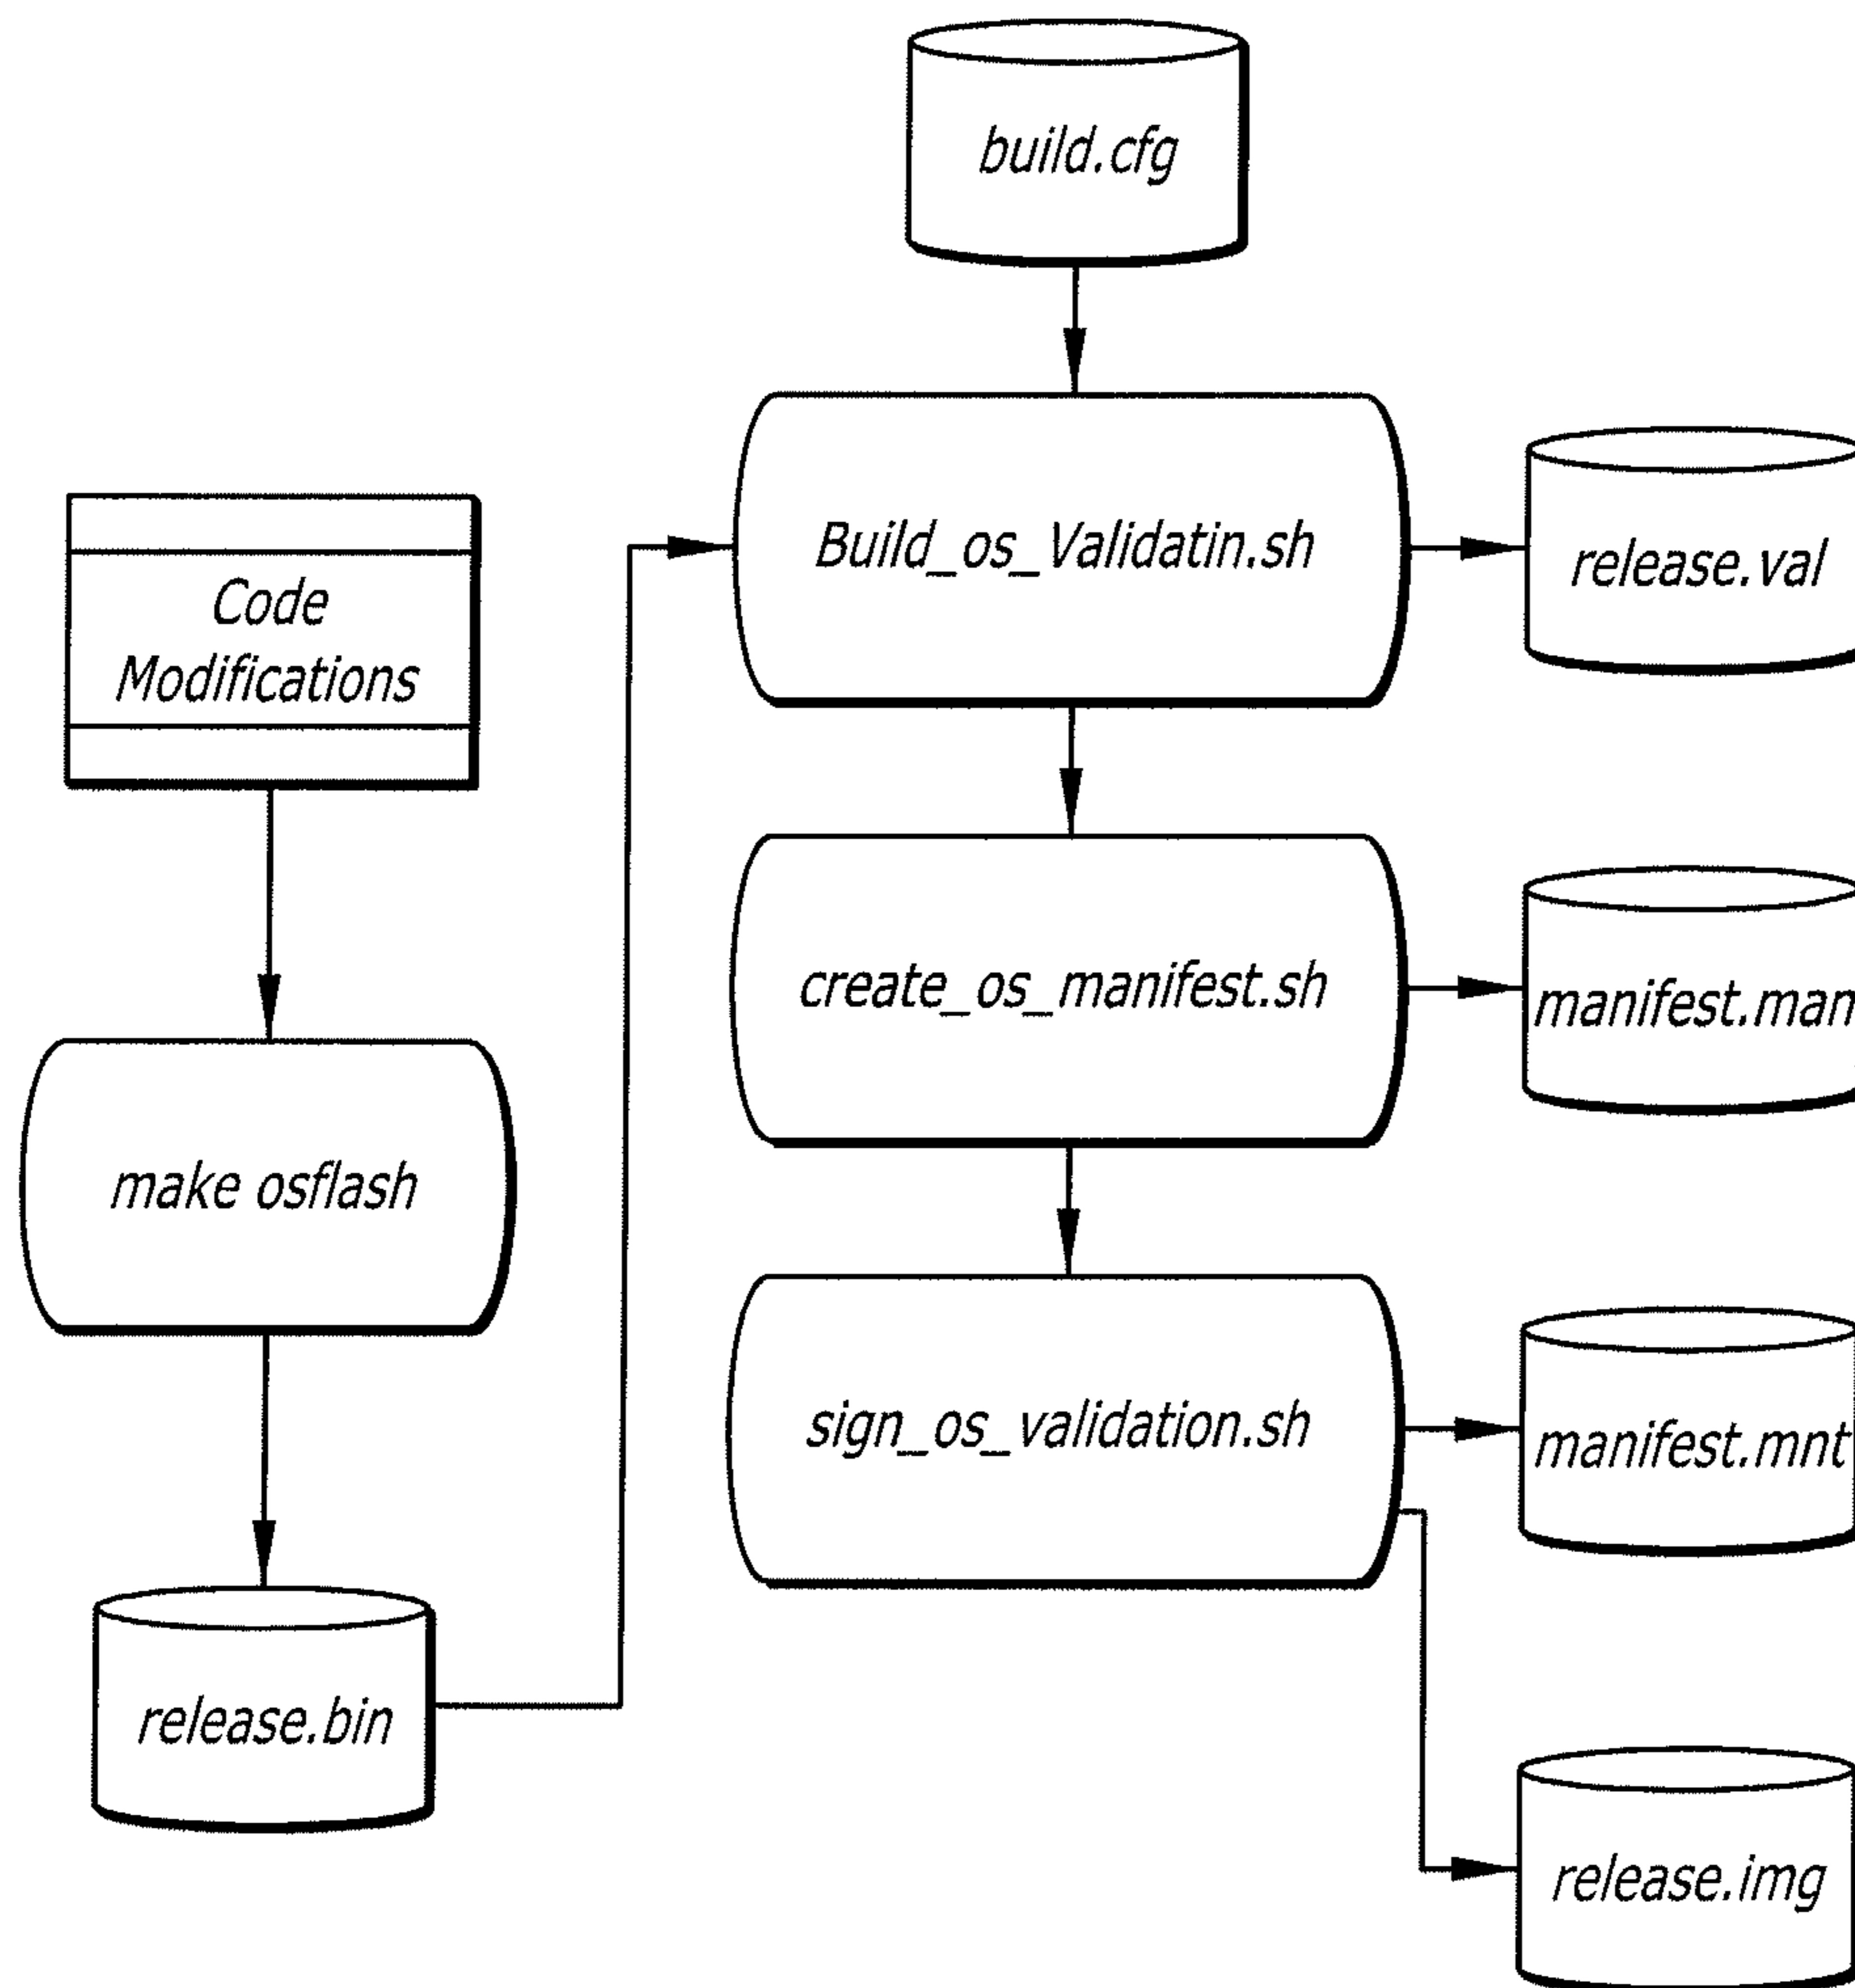 build.cfg
Build_os_Validatin.sh
release.val
Code
Modifications
create_os_manifest.sh
manifest.man
make osflash
sign_os_validation.sh
manifest.mnt
release.bin
release.img